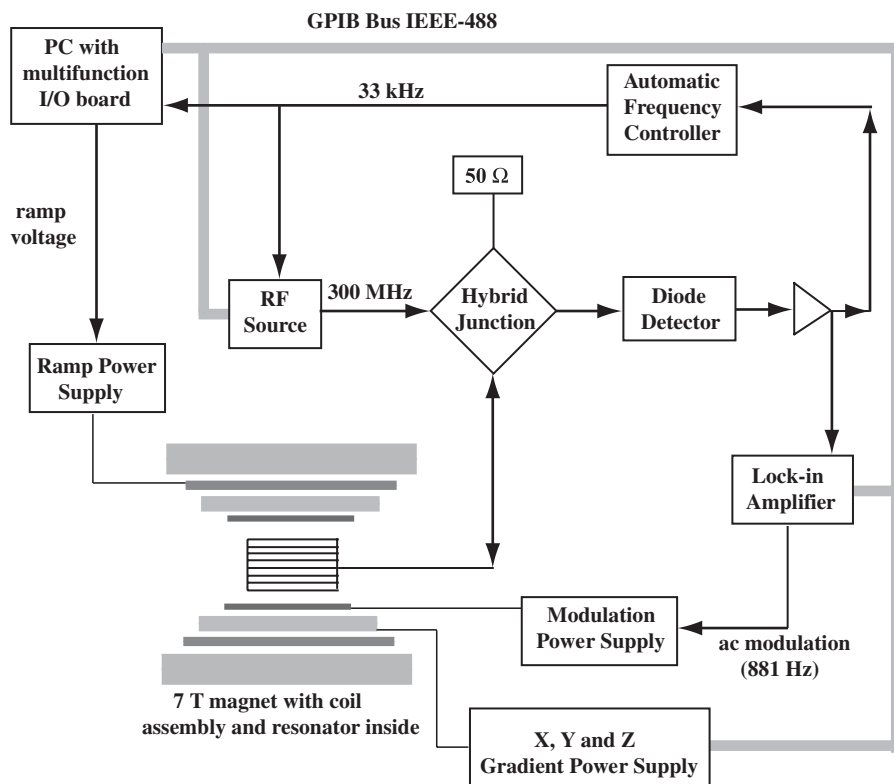 GPIB Bus IEEE-488
PC with
multifunction
I/O board
33 kHz
Automatic
Frequency
Controller
50 Ω
ramp
voltage
RF
Source
300 MHz
Hybrid
Junction
Diode
Detector
Ramp Power
Supply
Lock-in
Amplifier
Modulation
Power Supply
ac modulation
(881 Hz)
7 T magnet with coil
assembly and resonator inside
X, Y and Z
Gradient Power Supply